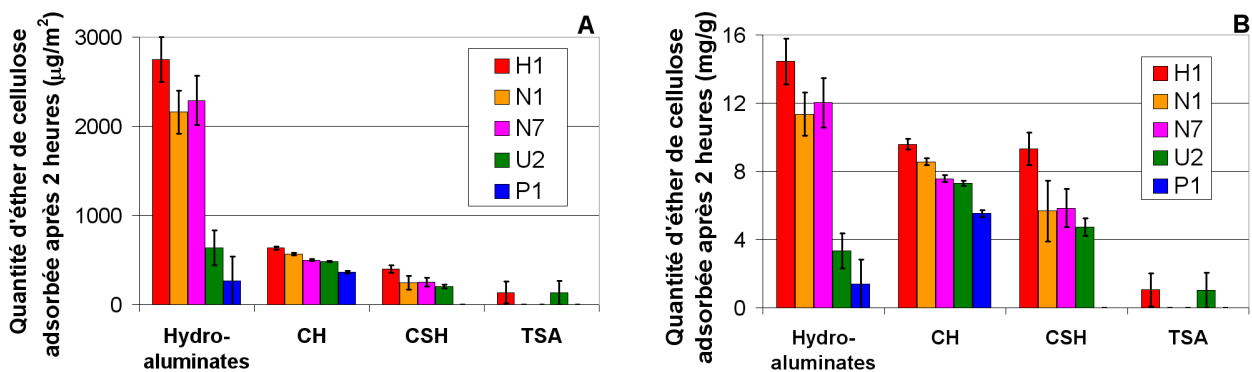 A
Quantité d'éther de cellulose
adsorbée après 2 heures (µg/m²)
3000
2000
1000
0
H1
N1
N7
U2
P1
Hydro-
aluminates
CH
CSH
TSA
B
Quantité d'éther de cellulose
adsorbée après 2 heures (mg/g)
16
12
8
4
0
H1
N1
N7
U2
P1
Hydro-
aluminates
CH
CSH
TSA